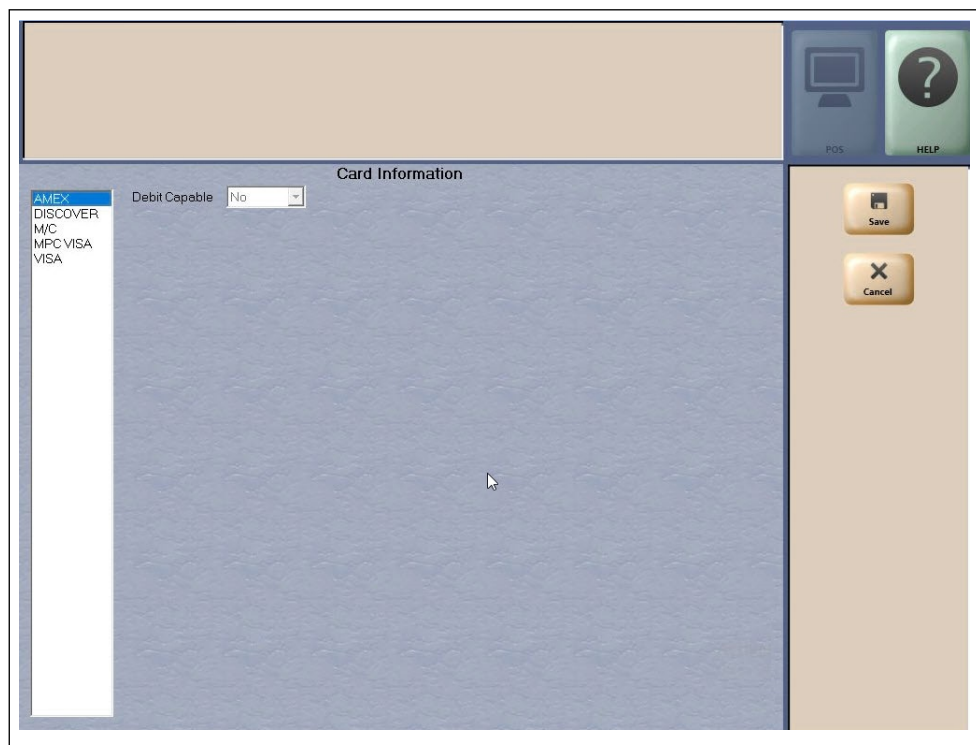 POS
HELP
Card Information
AMEX
DISCOVER
M/C
MPC VISA
VISA
Debit Capable No
Save
Cancel